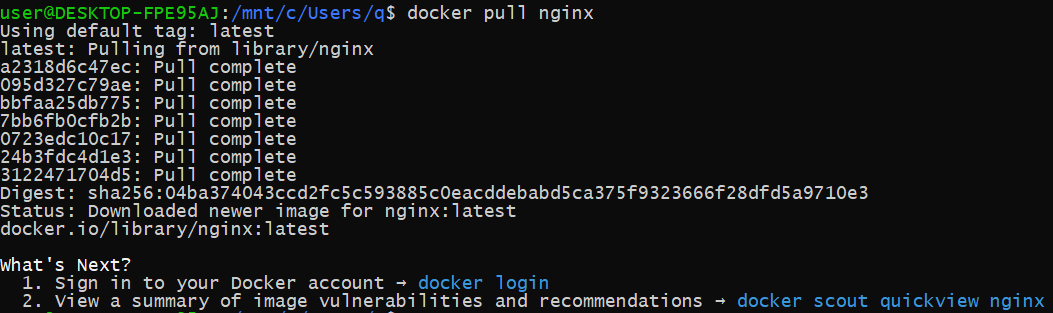 user@DESKTOP-FPE95AJ:/mnt/c/Users/q$ docker pull nginx
Using default tag: latest
latest: Pulling from library/nginx
a2318d6c47ec: Pull complete
095d327c79ae: Pull complete
bbfaa25db775: Pull complete
7bb6fb0cfb2b: Pull complete
0723edc10c17: Pull complete
24b3fdc4d1e3: Pull complete
3122471704d5: Pull complete
Digest: sha256:04ba374043ccd2fc5c593885c0eacddebabd5ca375f9323666f28dfd5a9710e3
Status: Downloaded newer image for nginx:latest
docker.io/library/nginx:latest
What's Next?
1. Sign in to your Docker account → docker login
2. View a summary of image vulnerabilities and recommendations → docker scout quickview nginx